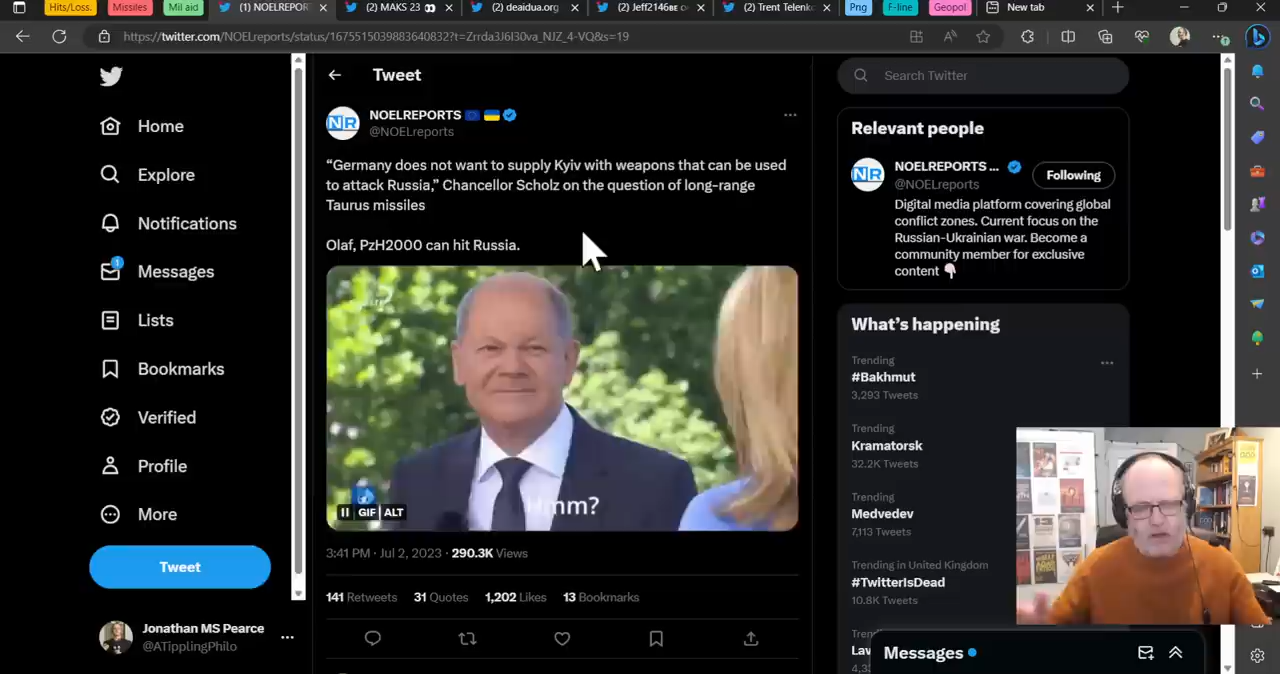 Hits/Loss.
Missiles
Mil aid
(1) NOELREPOR
(2) MAKS 23
(2) deaidua.org
(2) Jeff2146
(2) Trent Telenko
Png
F-line
Geopol
New tab
https://twitter.com/NOELreports/status/1675515039883640832?t=Zrrda3J6I30va_NJZ_4-VQ&s=19
Home
Explore
Notifications
1
Messages
Lists
Bookmarks
Verified
Profile
More
Tweet
Jonathan MS Pearce
@ATipplingPhilo
Tweet
NR
NOELREPORTS
@NOELreports
“Germany does not want to supply Kyiv with weapons that can be used
to attack Russia,” Chancellor Scholz on the question of long-range
Taurus missiles
Olaf, PzH2000 can hit Russia.
Hmm?
GIF
ALT
3:41 PM · Jul 2, 2023 · 290.3K Views
141 Retweets 31 Quotes 1,202 Likes 13 Bookmarks
Search Twitter
Relevant people
NR
NOELREPORTS ...
@NOELreports
Following
Digital media platform covering global
conflict zones. Current focus on the
Russian-Ukrainian war. Become a
community member for exclusive
content
What’s happening
Trending
#Bakhmut
3,293 Tweets
Trending
Kramatorsk
32.2K Tweets
Trending
Medvedev
7,113 Tweets
Trending in United Kingdom
#TwitterIsDead
10.8K Tweets
Messages